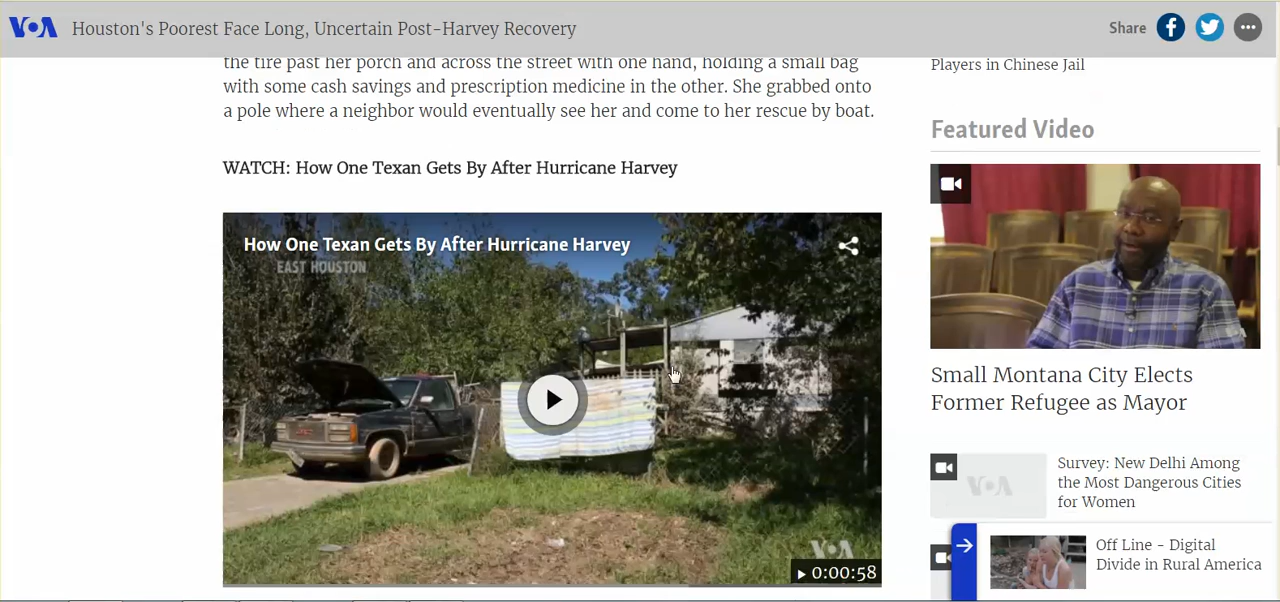 VOA
Houston's Poorest Face Long, Uncertain Post-Harvey Recovery
Share
the tire past her porch and across the street with one hand, holding a small bag
with some cash savings and prescription medicine in the other. She grabbed onto
a pole where a neighbor would eventually see her and come to her rescue by boat.
WATCH: How One Texan Gets By After Hurricane Harvey
How One Texan Gets By After Hurricane Harvey
EAST HOUSTON
GMC
VOA
0:00:58
Players in Chinese Jail
Featured Video
Small Montana City Elects
Former Refugee as Mayor
VOA
Survey: New Delhi Among
the Most Dangerous Cities
for Women
Off Line - Digital
Divide in Rural America